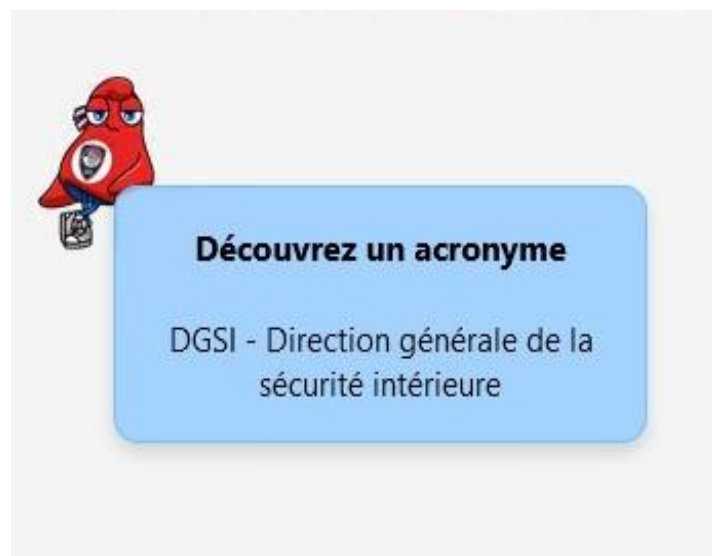 Découvrez un acronyme
DGSI - Direction générale de la
sécurité intérieure